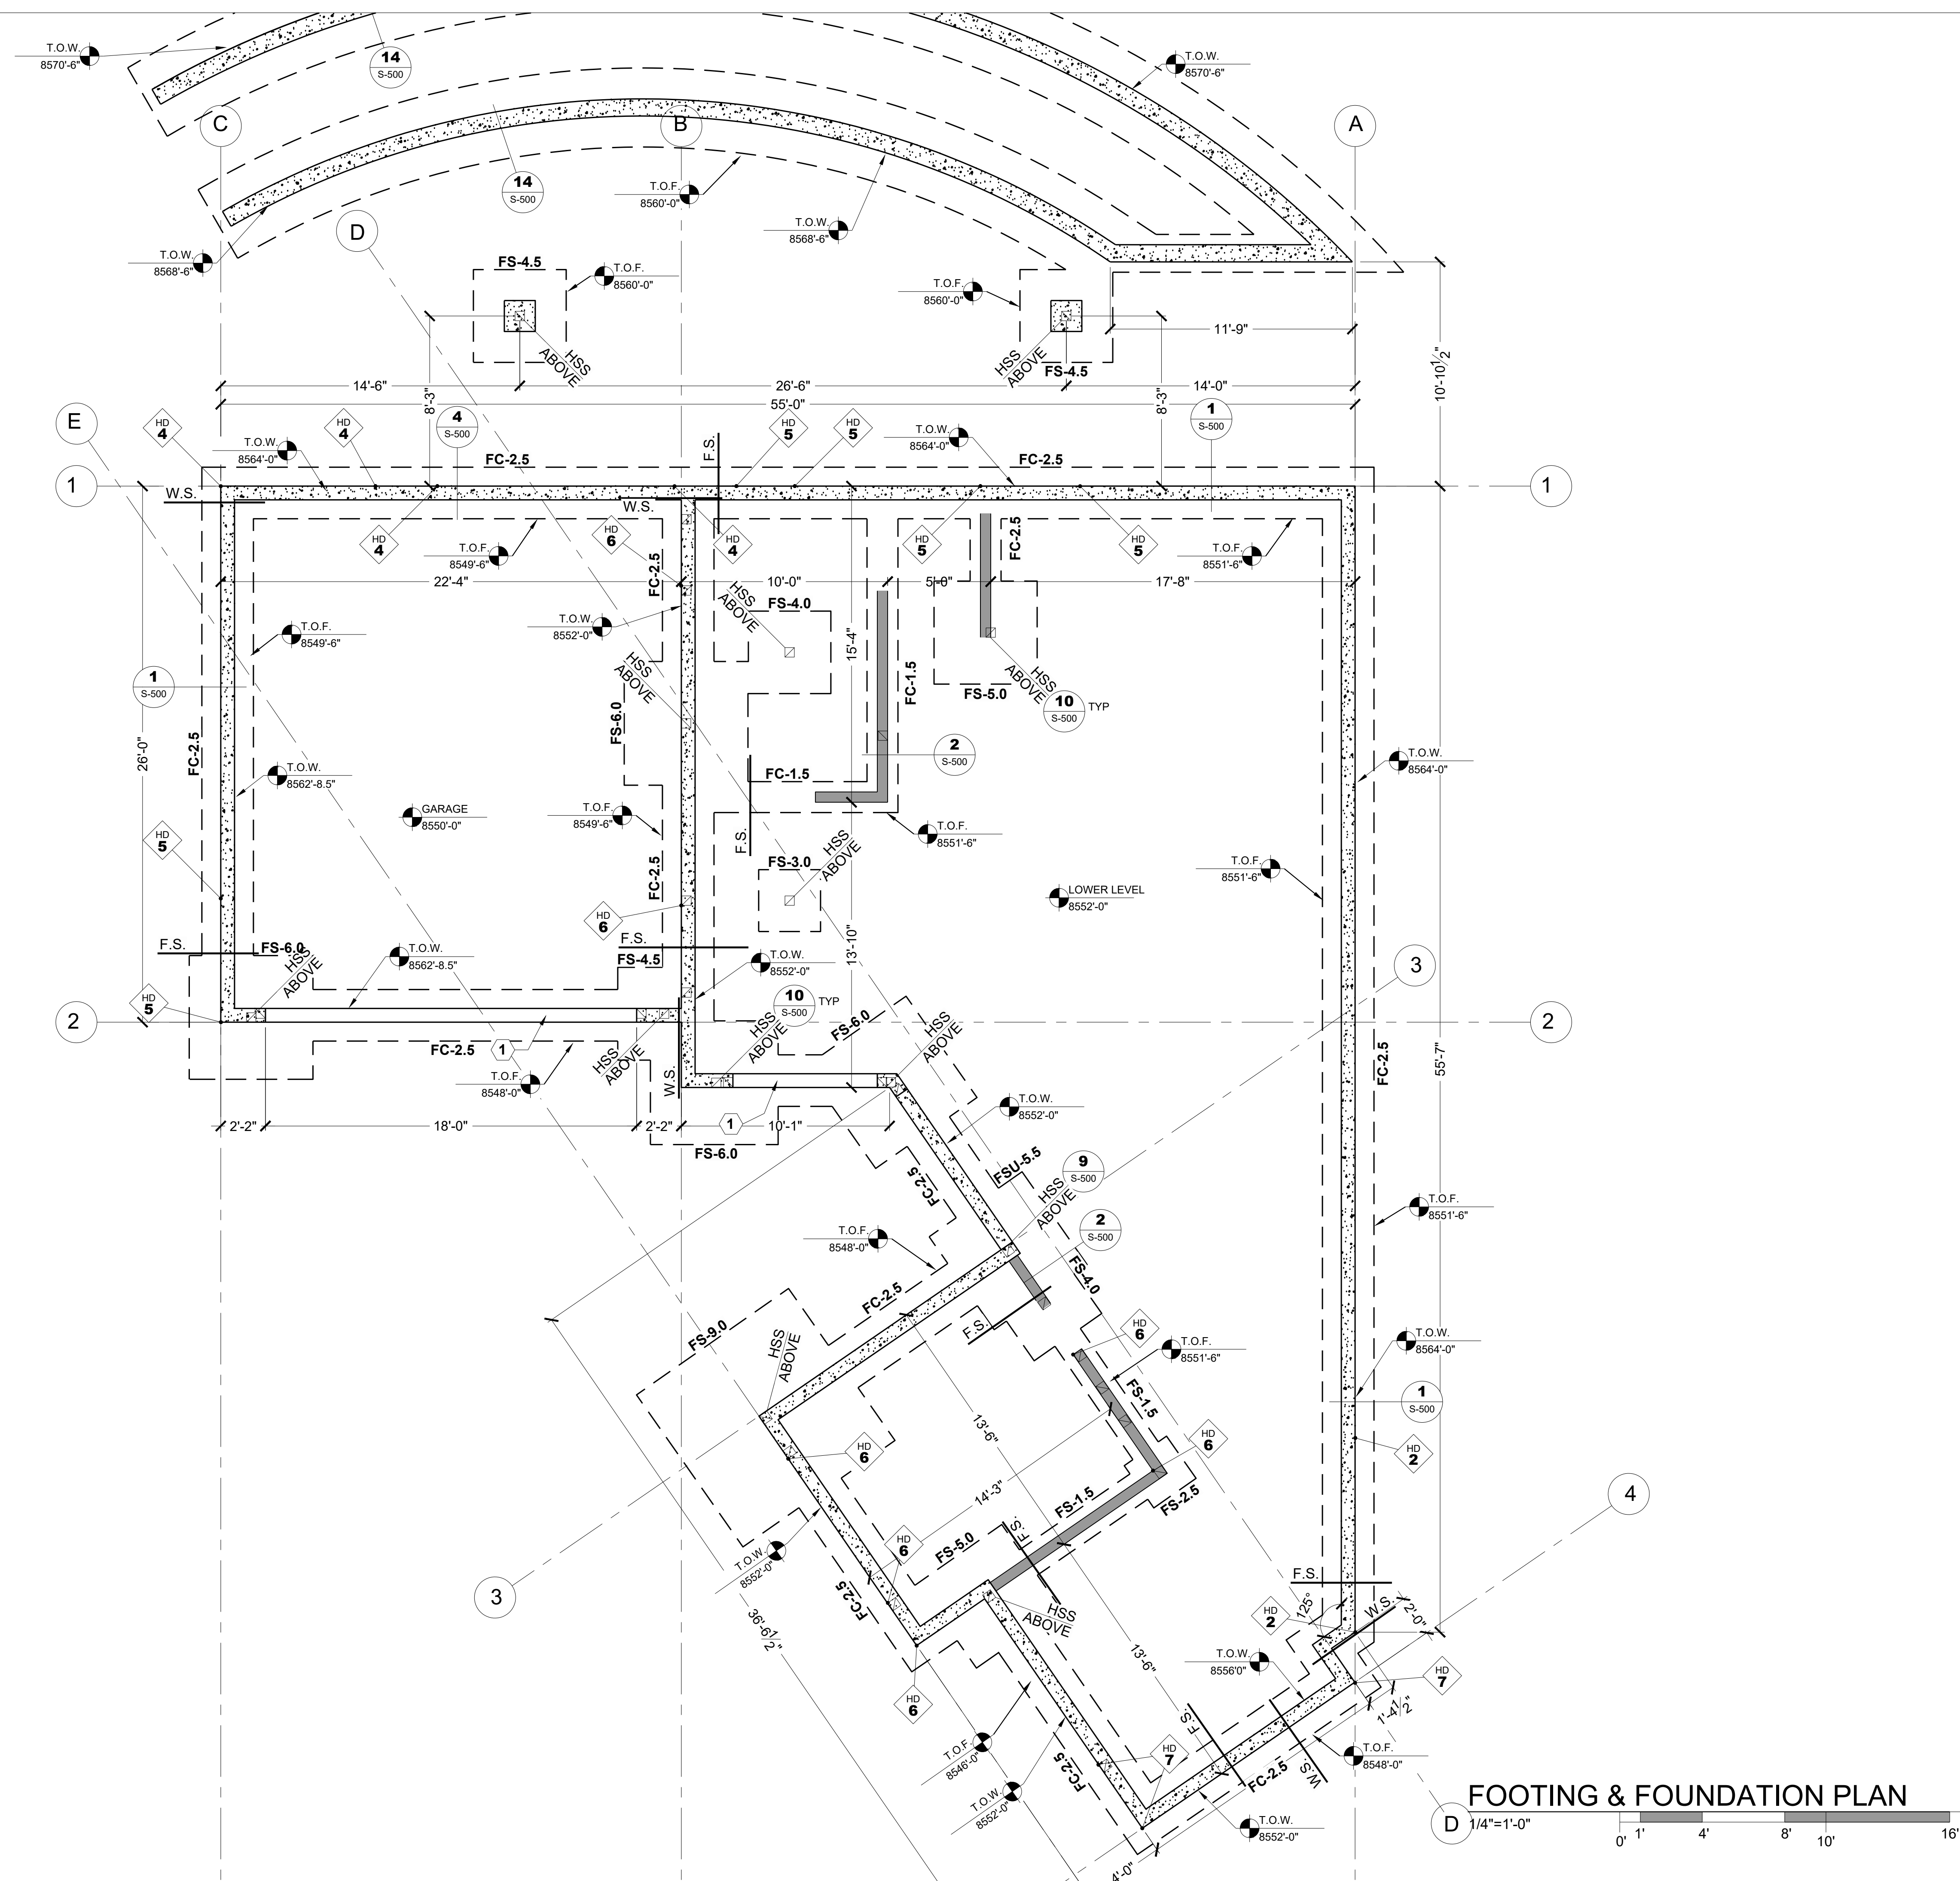 T.O.W.
8570'-6"
14
S-500
T.O.W.
8570'-6"
C
B
A
14
S-500
T.O.F.
8560'-0"
T.O.W.
8568'-6"
D
T.O.W.
8568'-6"
FS-4.5
T.O.F.
8560'-0"
T.O.F.
8560'-0"
HSS
ABOVE
HSS
ABOVE
FS-4.5
11'-9"
10'-10 1/2"
14'-6"
26'-6"
14'-0"
8'-3"
8'-3"
55'-0"
E
HD
4
HD
4
4
S-500
HD
5
HD
5
1
S-500
T.O.W.
8564'-0"
F.S.
T.O.W.
8564'-0"
FC-2.5
FC-2.5
1
W.S.
W.S.
1
HD
4
T.O.F.
8549'-6"
HD
6
HD
4
HD
5
FC-2.5
HD
5
T.O.F.
8551'-6"
22'-4"
FC-2.5
10'-0"
5'-0"
17'-8"
HSS
ABOVE
FS-4.0
T.O.F.
8549'-6"
T.O.W.
8552'-0"
15'-4"
HSS
ABOVE
FC-1.5
HSS
ABOVE
FS-5.0
1
S-500
10
S-500
TYP
FS-6.0
26'-0"
FC-2.5
2
S-500
T.O.W.
8562'-8.5"
FC-1.5
T.O.W.
8564'-0"
GARAGE
8550'-0"
T.O.F.
8549'-6"
F.S.
T.O.F.
8551'-6"
HD
5
HSS
ABOVE
FS-3.0
T.O.F.
8551'-6"
FC-2.5
LOWER LEVEL
8552'-0"
HD
6
F.S.
F.S.
13'-10"
FS-6.0
HSS
ABOVE
T.O.W.
8562'-8.5"
FS-4.5
T.O.W.
8552'-0"
3
HD
5
10
S-500
TYP
2
HSS
ABOVE
FS-6.0
HSS
ABOVE
2
FC-2.5
1
HSS
ABOVE
W.S.
T.O.F.
8548'-0"
FC-2.5
55'-7"
T.O.W.
8552'-0"
2'-2"
18'-0"
2'-2"
1
10'-1"
FS-6.0
FSU-5.5
9
S-500
FC-2.5
HSS
ABOVE
T.O.F.
8551'-6"
2
S-500
T.O.F.
8548'-0"
FS-4.0
FC-2.5
FS-9.0
F.S.
HD
6
HSS
ABOVE
T.O.F.
8551'-6"
T.O.W.
8564'-0"
FS-1.5
1
S-500
13'-6"
HD
6
HD
6
HD
2
14'-3"
FS-1.5
FS-2.5
4
F.S.
HD
6
FS-5.0
T.O.W.
8552'-0"
F.S.
3
FC-2.5
36'-6 1/2"
HSS
ABOVE
HD
2
125°
W.S.
2'-0"
13'-6"
T.O.W.
8556'0"
HD
7
HD
6
1'-4 1/2"
F.S.
T.O.F.
8546'-0"
HD
7
T.O.F.
8548'-0"
FC-2.5
FC-2.5
W.S.
T.O.W.
8552'-0"
T.O.W.
8552'-0"
D
FOOTING & FOUNDATION PLAN
1/4"=1'-0"
0'
1'
4'
8'
10'
16'
4'-0"